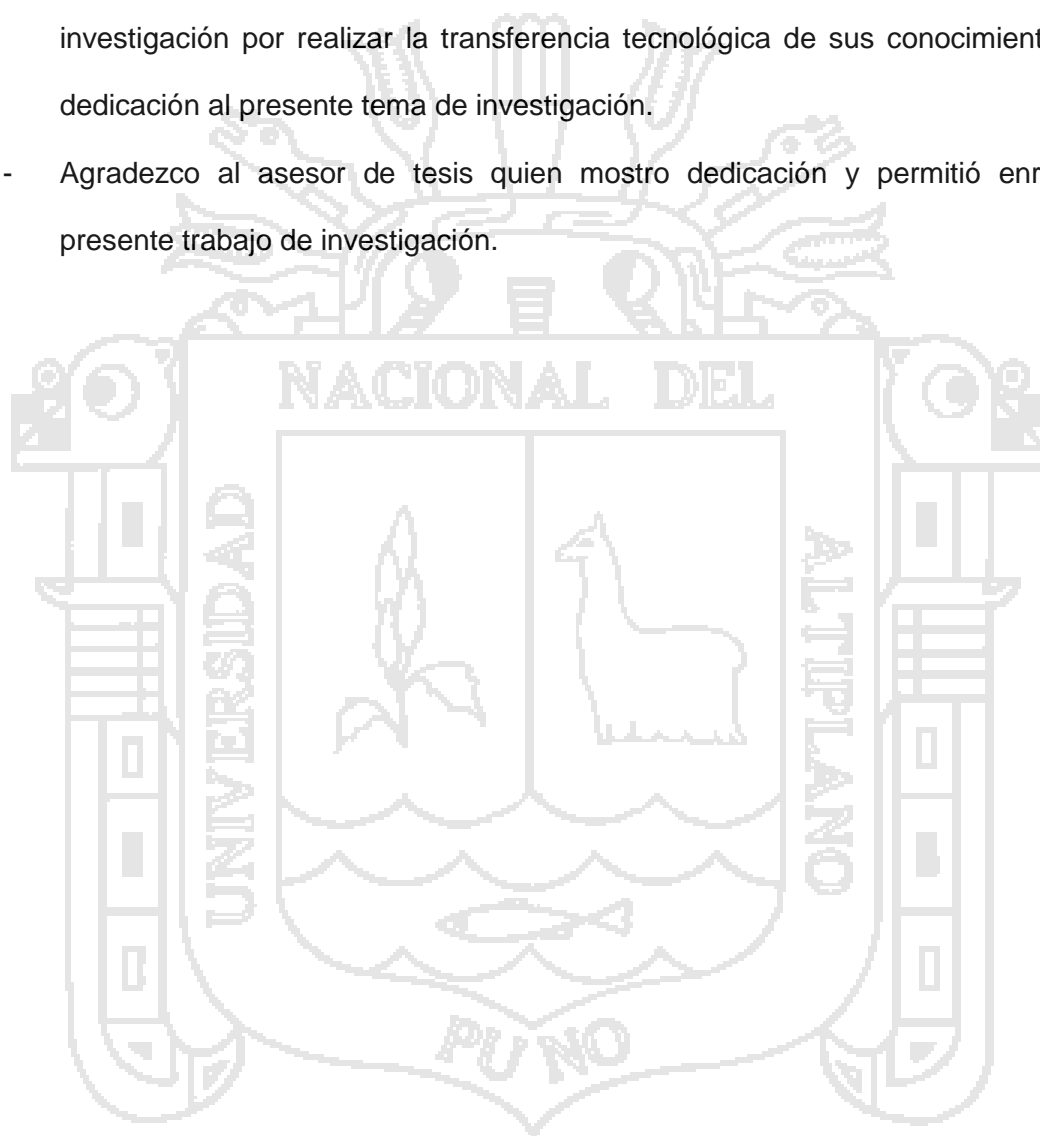 investigación por realizar la transferencia tecnológica de sus conocimient
dedicación al presente tema de investigación.
- Agradezco al asesor de tesis quien mostro dedicación y permitió enr
presente trabajo de investigación.
NACIONAL DEL
UNIVERSIDAD
ALTIPLANO
PUNO